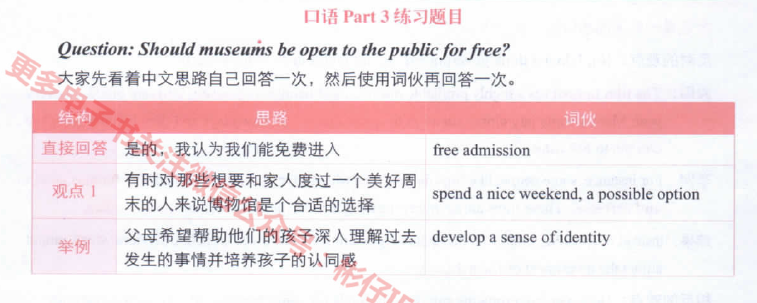 口语 Part 3 练习题目
Question: Should museums be open to the public for free?
大家先看着中文思路自己回答一次，然后使用词伙再回答一次。
结构 思路 词伙
直接回答 是的，我认为我们能免费进入 free admission
观点 1 有时对那些想要和家人度过一个美好周
末的人来说博物馆是个合适的选择 spend a nice weekend, a possible option
举例 父母希望帮助他们的孩子深入理解过去
发生的事情并培养孩子的认同感 develop a sense of identity
更多电子书关注微信公众号：彬仔